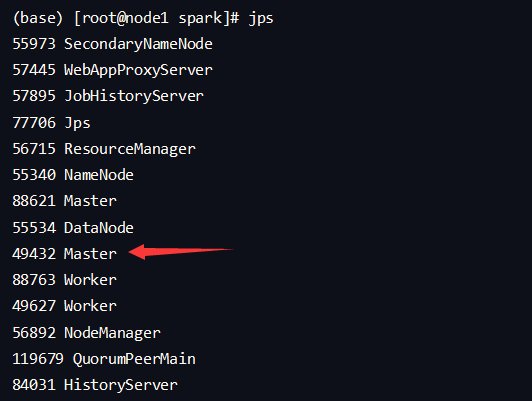 (base) [root@node1 spark]# jps
55973 SecondaryNameNode
57445 WebAppProxyServer
57895 JobHistoryServer
77706 Jps
56715 ResourceManager
55340 NameNode
88621 Master
55534 DataNode
49432 Master
88763 Worker
49627 Worker
56892 NodeManager
119679 QuorumPeerMain
84031 HistoryServer